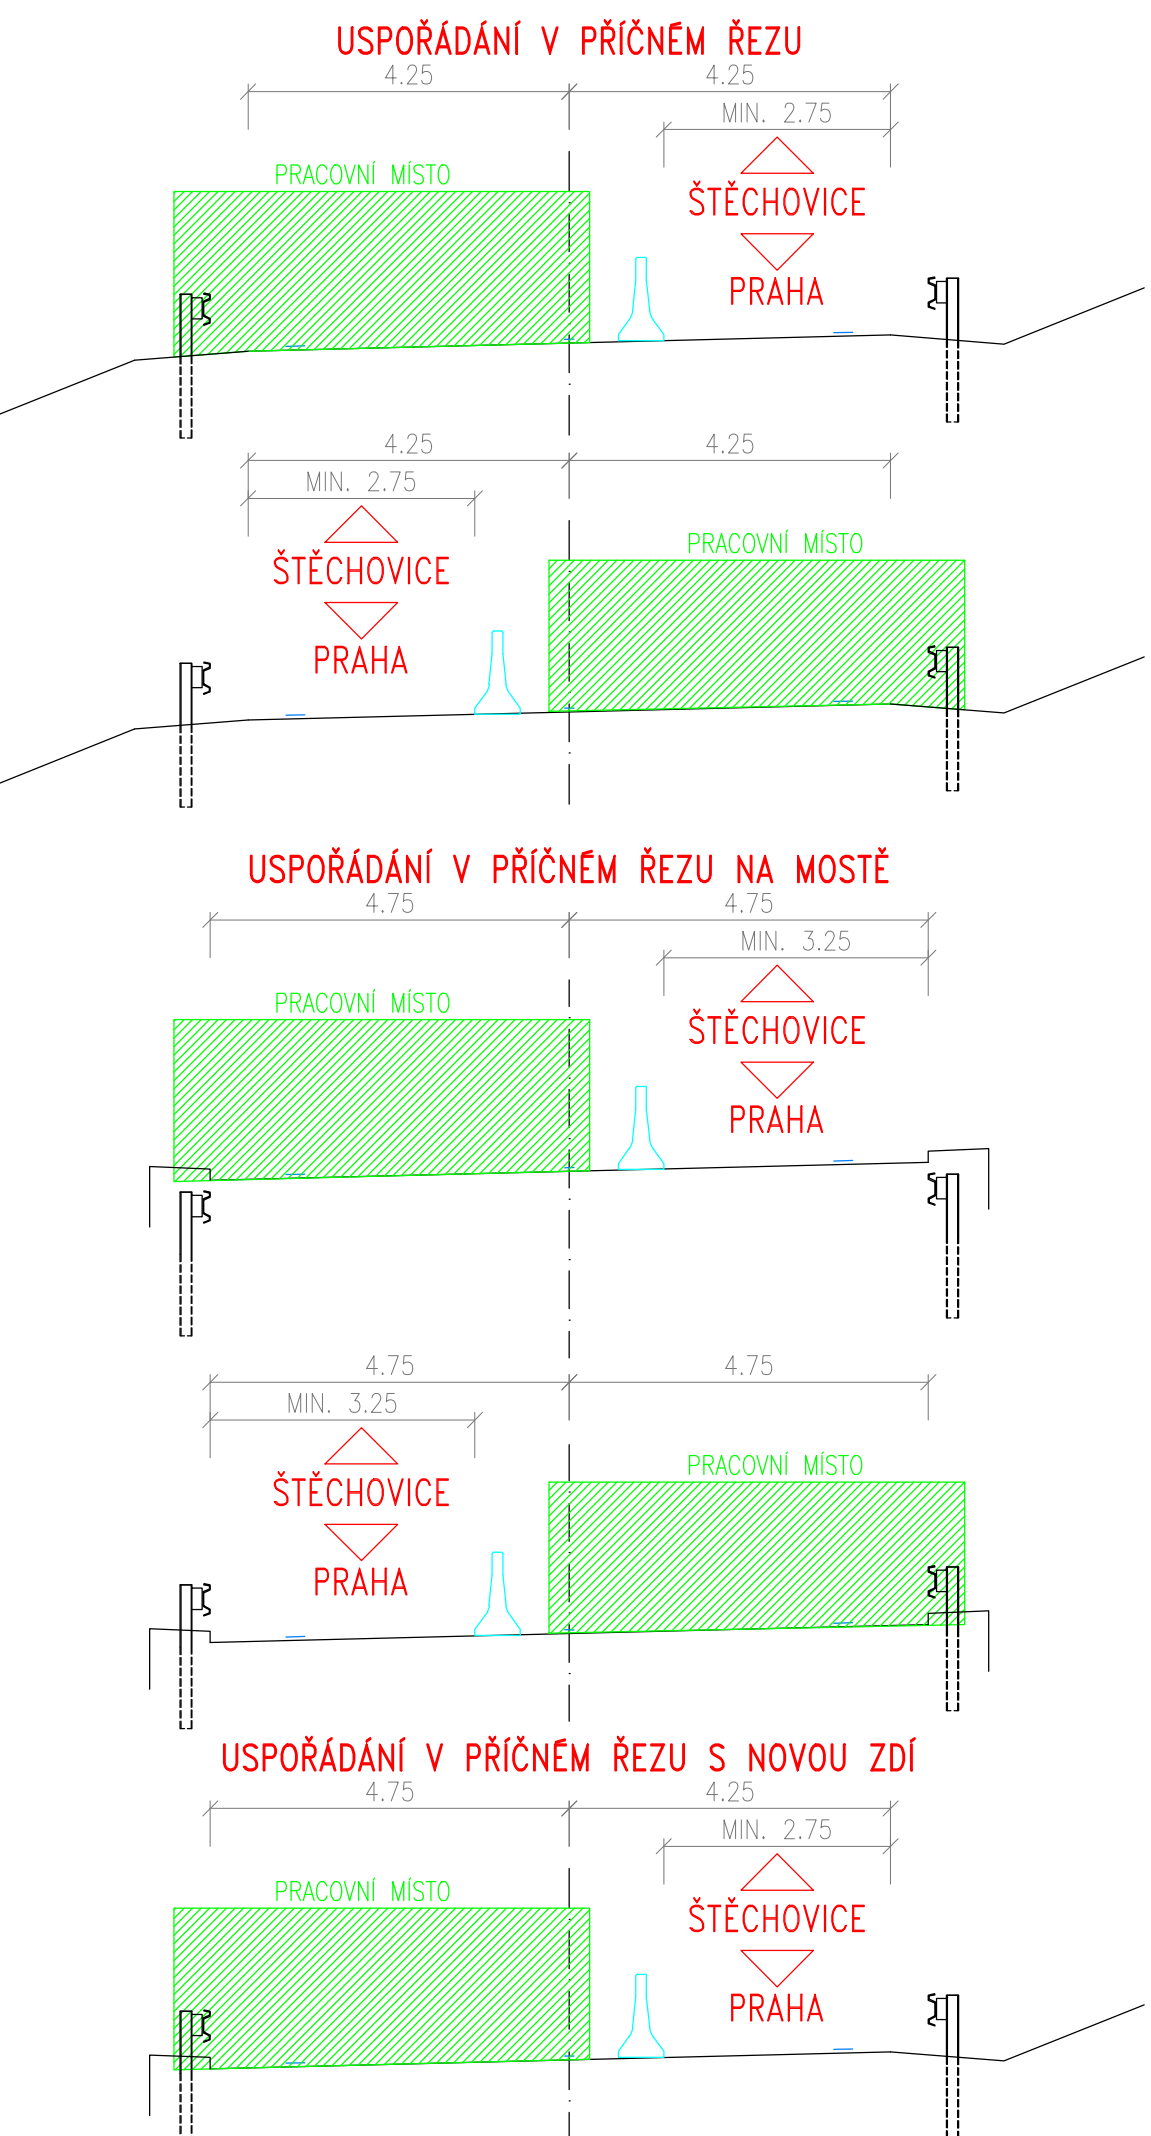 USPOŘÁDÁNÍ V PŘÍČNÉM ŘEZU
4.25 4.25
MIN. 2.75
PRACOVNÍ MÍSTO
ŠTĚCHOVICE
PRAHA
4.25 4.25
MIN. 2.75
PRACOVNÍ MÍSTO
ŠTĚCHOVICE
PRAHA
USPOŘÁDÁNÍ V PŘÍČNÉM ŘEZU NA MOSTĚ
4.75 4.75
MIN. 3.25
PRACOVNÍ MÍSTO
ŠTĚCHOVICE
PRAHA
4.75 4.75
MIN. 3.25
PRACOVNÍ MÍSTO
ŠTĚCHOVICE
PRAHA
USPOŘÁDÁNÍ V PŘÍČNÉM ŘEZU S NOVOU ZDÍ
4.75 4.25
MIN. 2.75
PRACOVNÍ MÍSTO
ŠTĚCHOVICE
PRAHA